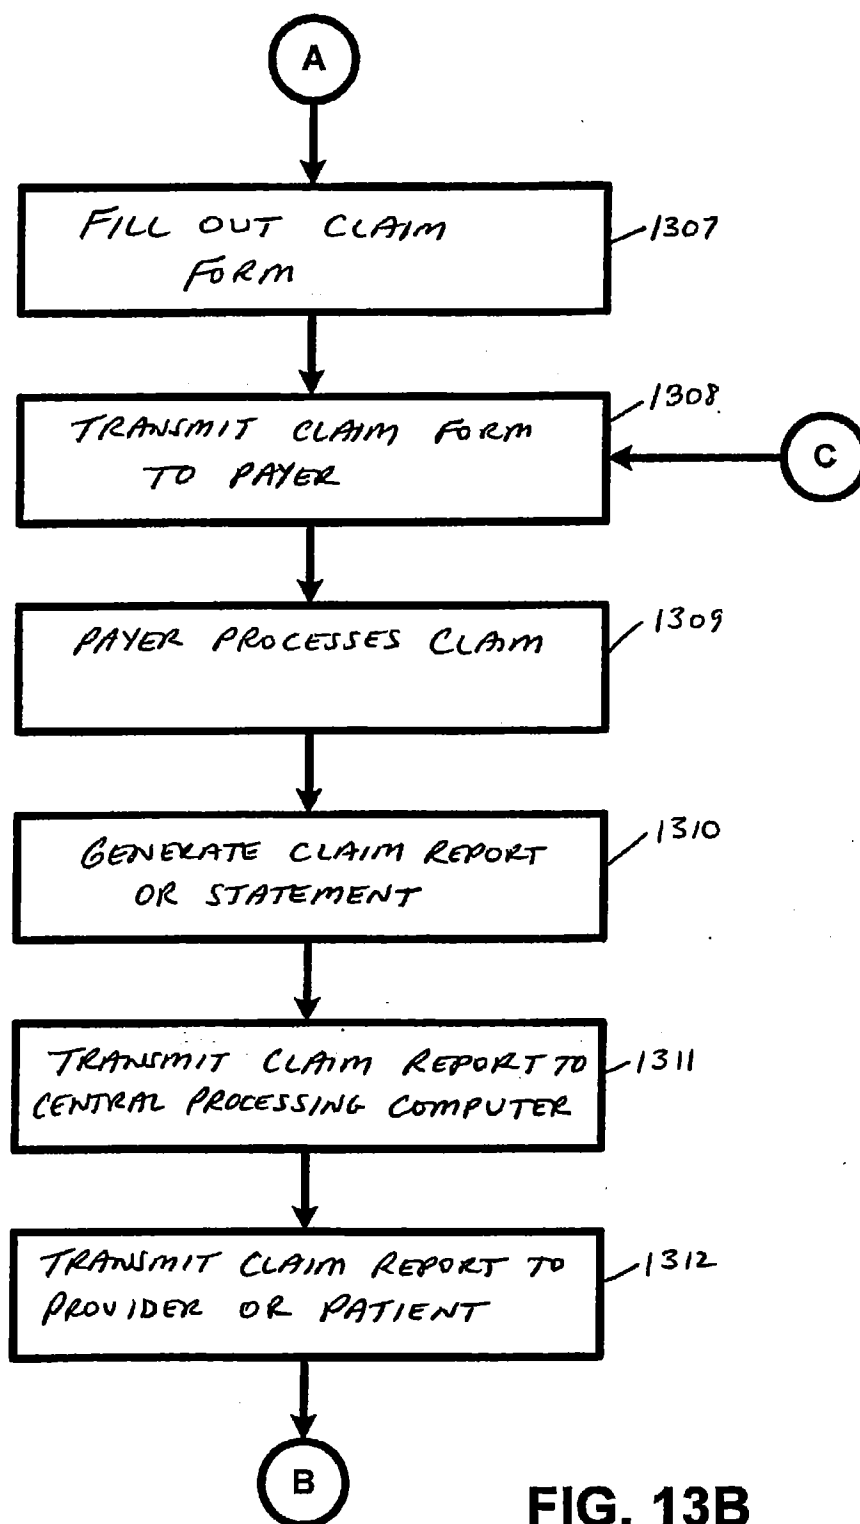 A
FILL OUT CLAIM
FORM
1307
TRANSMIT CLAIM FORM
TO PAYER
1308
C
PAYER PROCESSES CLAIM
1309
GENERATE CLAIM REPORT
OR STATEMENT
1310
TRANSMIT CLAIM REPORT TO
CENTRAL PROCESSING COMPUTER
1311
TRANSMIT CLAIM REPORT TO
PROVIDER OR PATIENT
1312
B
FIG. 13B